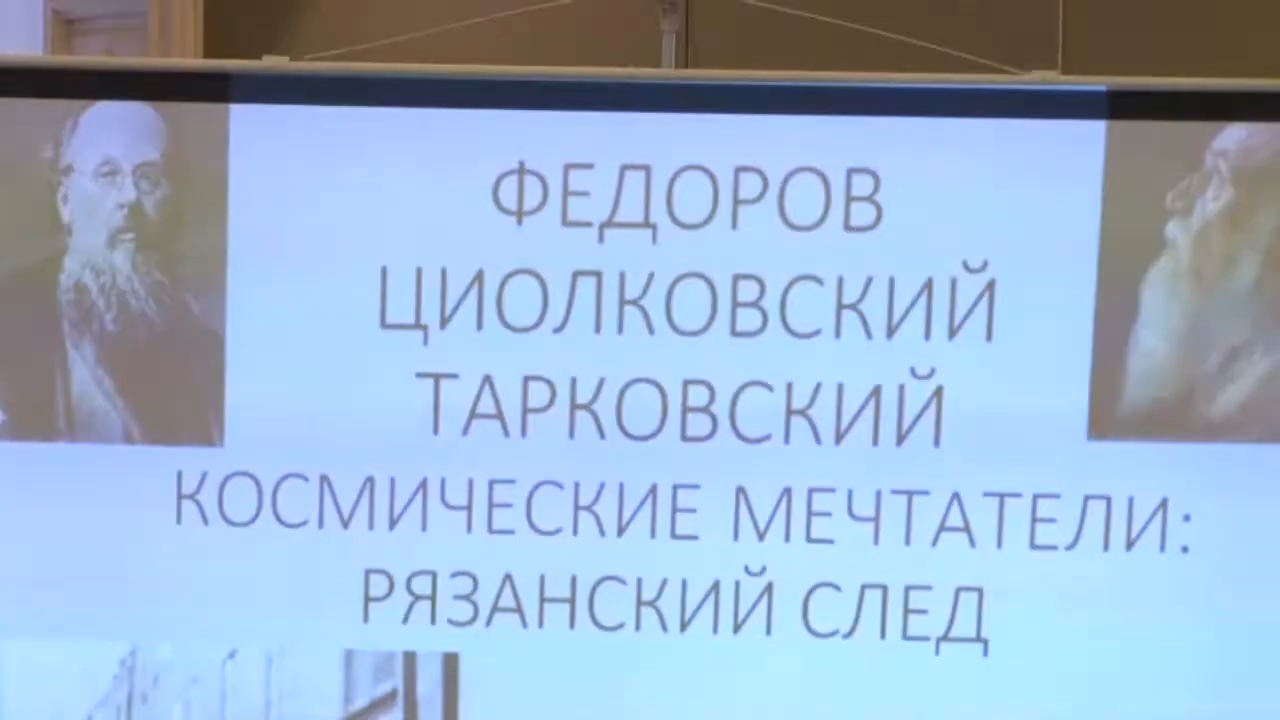 ФЕДОРОВ
ЦИОЛКОВСКИЙ
ТАРКОВСКИЙ
КОСМИЧЕСКИЕ МЕЧТАТЕЛИ:
РЯЗАНСКИЙ СЛЕД